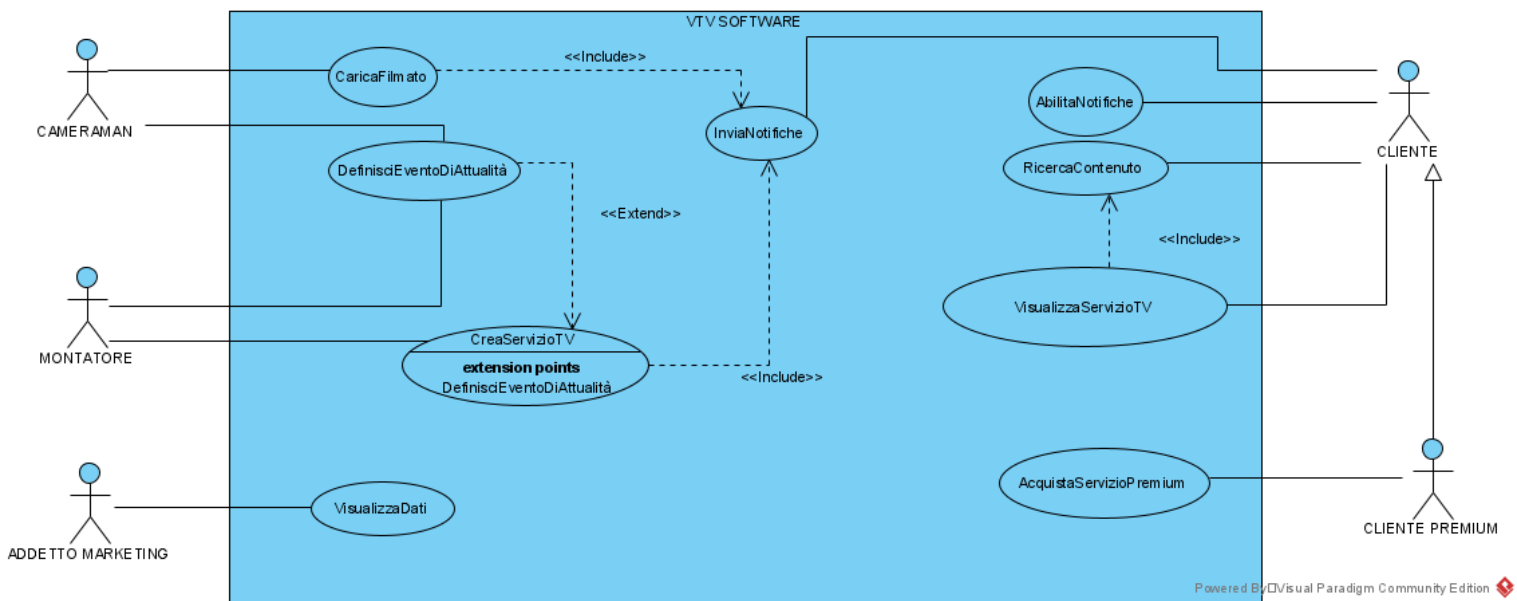 VTV SOFTWARE
<<Include>>
CaricaFilmato
AbilitaNotifiche
InviaNotifiche
CAMERAMAN
CLIENTE
DefinisciEventoDiAttualità
RicercaContenuto
<<Extend>>
<<Include>>
VisualizzaServizioTV
CreaServizioTV
extension points
DefinisciEventoDiAttualità
MONTATORE
<<Include>>
AcquistaServizioPremium
VisualizzaDati
CLIENTE PREMIUM
ADDETTO MARKETING
Powered By Visual Paradigm Community Edition